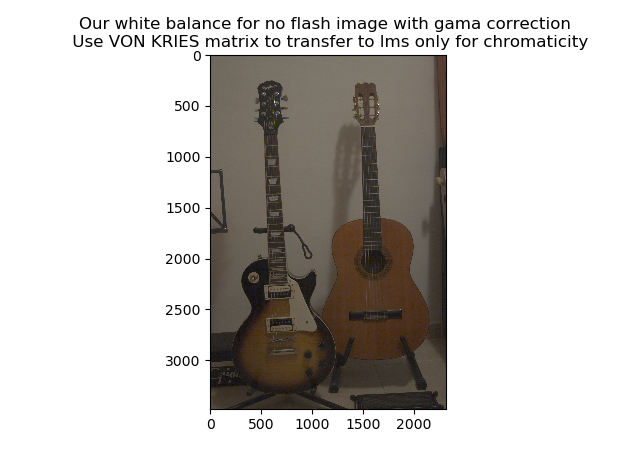 Our white balance for no flash image with gama correction
Use VON KRIES matrix to transfer to lms only for chromaticity
0
500
1000
1500
2000
2500
3000
0 500 1000 1500 2000